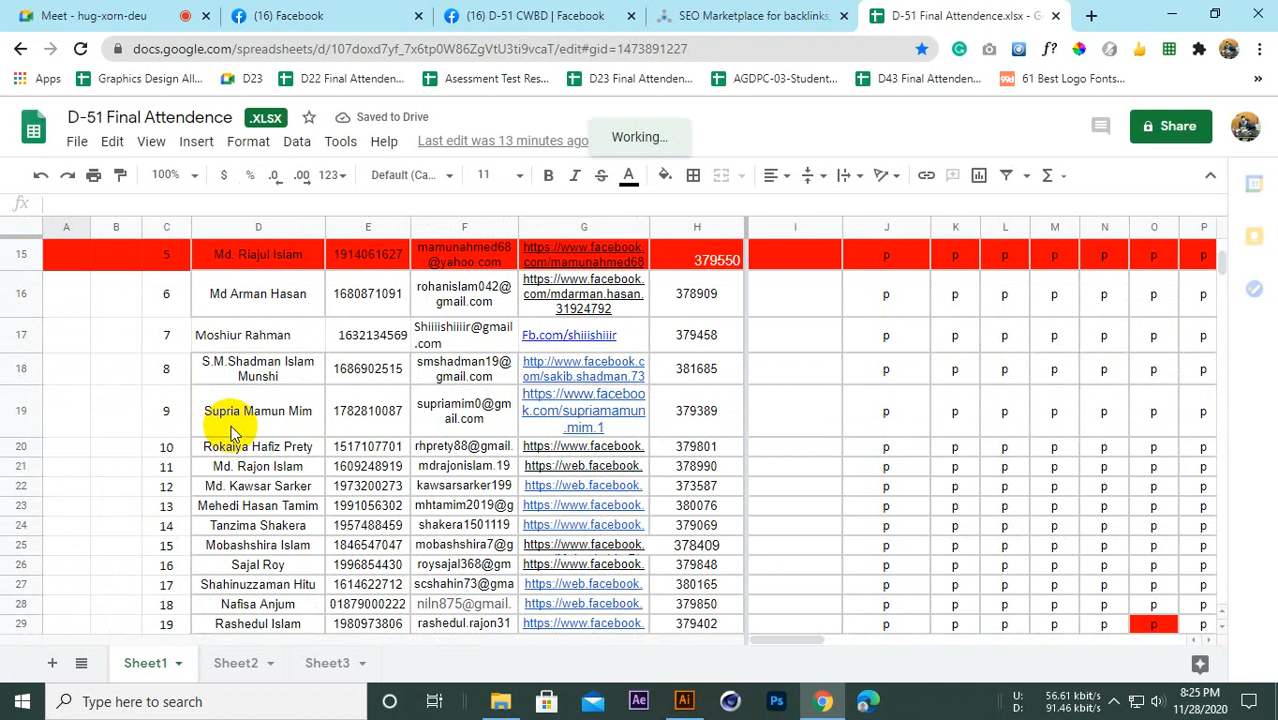 Meet - hug-xorn-deu
(16) Facebook
(16) D-51 CWBD | Facebook
SEO Marketplace for backlinks,
D-51 Final Attendence.xlsx - Goo
docs.google.com/spreadsheets/d/107doxd7yf_7x6tp0W86ZgVtU3ti9vcaT/edit#gid=1473891227
Apps
Graphics Design All...
D23
D22 Final Attenden...
Asessment Test Res...
D23 Final Attenden...
AGDPC-03-Student...
D43 Final Attenden...
61 Best Logo Fonts...
D-51 Final Attendence
.XLSX
Saved to Drive
Working...
Share
File Edit View Insert Format Data Tools Help
Last edit was 13 minutes ago
100% $ % .0 .00 123 Default (Ca... 11 B I S A
fx
A B C D E F G H I J K L M N O P
15 5 Md. Riajul Islam 1914061627 mamunahmed68 @yahoo.com https://www.facebook. com/mamunahmed68 379550 p p p p p p p
16 6 Md Arman Hasan 1680871091 rohanislam042@ gmail.com https://www.facebook. com/mdarman.hasan. 31924792 378909 p p p p p p p
17 7 Moshiur Rahman 1632134569 Shiiiishiiiir@gmail .com Fb.com/shiiishiiir 379458 p p p p p p p
18 8 S.M.Shadman Islam Munshi 1686902515 smshadman19@ gmail.com http://www.facebook.c om/sakib.shadman.73 381685 p p p p p p p
19 9 Supria Mamun Mim 1782810087 supriamim0@gm ail.com https://www.faceboo k.com/supriamamun .mim.1 379389 p p p p p p p
20 10 Rokaiya Hafiz Prety 1517107701 rhprety88@gmail. https://www.facebook. 379801 p p p p p p p
21 11 Md. Rajon Islam 1609248919 mdrajonislam.19 https://web.facebook. 378990 p p p p p p p
22 12 Md. Kawsar Sarker 1973200273 kawsarsarker199 https://web.facebook. 373587 p p p p p p p
23 13 Mehedi Hasan Tamim 1991056302 mhtamim2019@g https://www.facebook. 380076 p p p p p p p
24 14 Tanzima Shakera 1957488459 shakera1501119 https://www.facebook. 379069 p p p p p p p
25 15 Mobashshira Islam 1846547047 mobashshira7@g https://www.facebook. 378409 p p p p p p p
26 16 Sajal Roy 1996854430 roysajal368@gm https://www.facebook. 379848 p p p p p p p
27 17 Shahinuzzaman Hitu 1614622712 scshahin73@gma https://web.facebook. 380165 p p p p p p p
28 18 Nafisa Anjum 01879000222 niln875@gmail. https://web.facebook. 379850 p p p p p p p
29 19 Rashedul Islam 1980973806 rashedul.rajon31 https://www.facebook. 379402 p p p p p p p
Sheet1 Sheet2 Sheet3
Type here to search
U: 56.61 kbit/s
D: 91.46 kbit/s
8:25 PM
11/28/2020